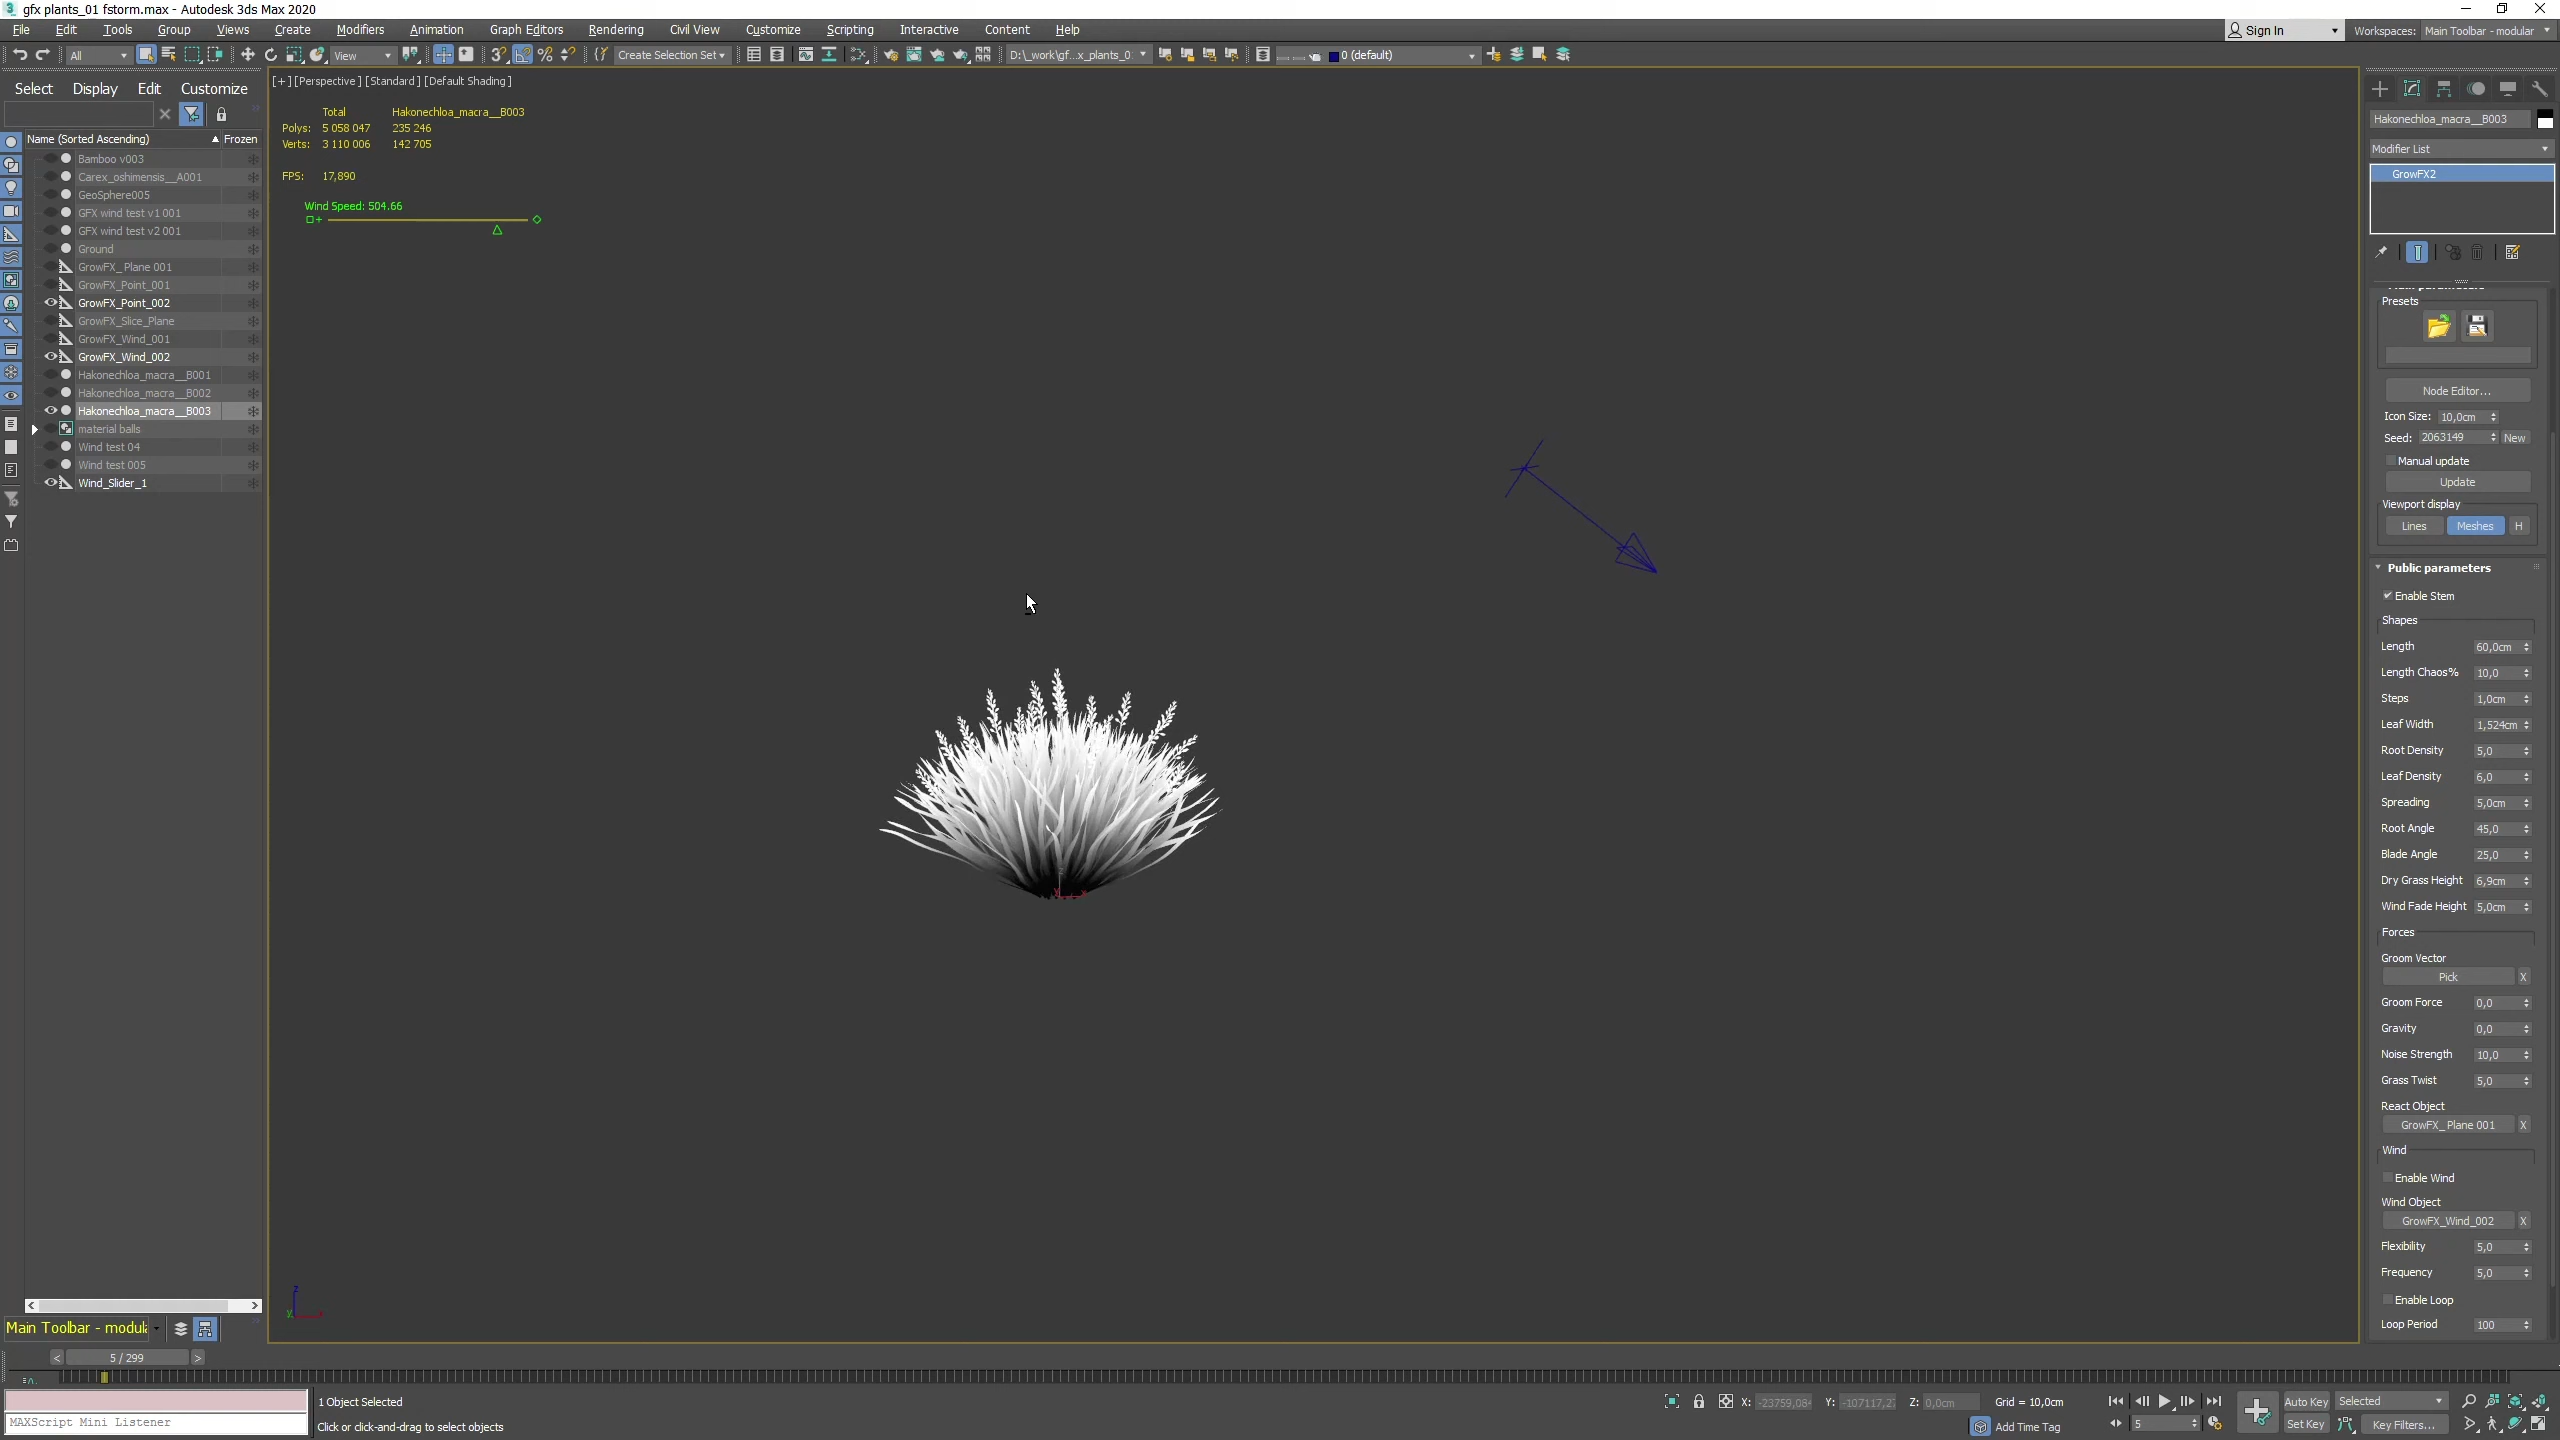 gfx plants_01 fstorm.max - Autodesk 3ds Max 2020
File Edit Tools Group Views Create Modifiers Animation Graph Editors Rendering Civil View Customize Scripting Interactive Content Help
Sign In Workspaces: Main Toolbar - modular
All View Create Selection Set D:\_work\gf...x_plants_0 0 (default)
Select Display Edit Customize
Name (Sorted Ascending) Frozen
Bamboo v003
Carex_oshimensis__A001
GeoSphere005
GFX wind test v1 001
GFX wind test v2 001
Ground
GrowFX_Plane 001
GrowFX_Point_001
GrowFX_Point_002
GrowFX_Slice_Plane
GrowFX_Wind_001
GrowFX_Wind_002
Hakonechloa_macra__B001
Hakonechloa_macra__B002
Hakonechloa_macra__B003
material balls
Wind test 04
Wind test 005
Wind_Slider_1
Main Toolbar - modula
[+] [Perspective] [Standard] [Default Shading]
Total Hakonechloa_macra__B003
Polys: 5 058 047 235 246
Verts: 3 110 006 142 705
FPS: 17,890
Wind Speed: 504.66
z
y
x
Hakonechloa_macra__B003
Modifier List
GrowFX2
Presets
Node Editor...
Icon Size: 10,0cm
Seed: 2063149 New
Manual update
Update
Viewport display
Lines Meshes H
Public parameters
Enable Stem
Shapes
Length 60,0cm
Length Chaos% 10,0
Steps 1,0cm
Leaf Width 1,524cm
Root Density 5,0
Leaf Density 6,0
Spreading 5,0cm
Root Angle 45,0
Blade Angle 25,0
Dry Grass Height 6,9cm
Wind Fade Height 5,0cm
Forces
Groom Vector
Pick X
Groom Force 0,0
Gravity 0,0
Noise Strength 10,0
Grass Twist 5,0
React Object
GrowFX_Plane 001 X
Wind
Enable Wind
Wind Object
GrowFX_Wind_002 X
Flexibility 5,0
Frequency 5,0
Enable Loop
Loop Period 100
< 5 / 299 >
MAXScript Mini Listener
1 Object Selected
Click or click-and-drag to select objects
X: -23759,084 Y: -107117,27 Z: 0,0cm Grid = 10,0cm
Add Time Tag
5
Auto Key Selected
Set Key Key Filters...